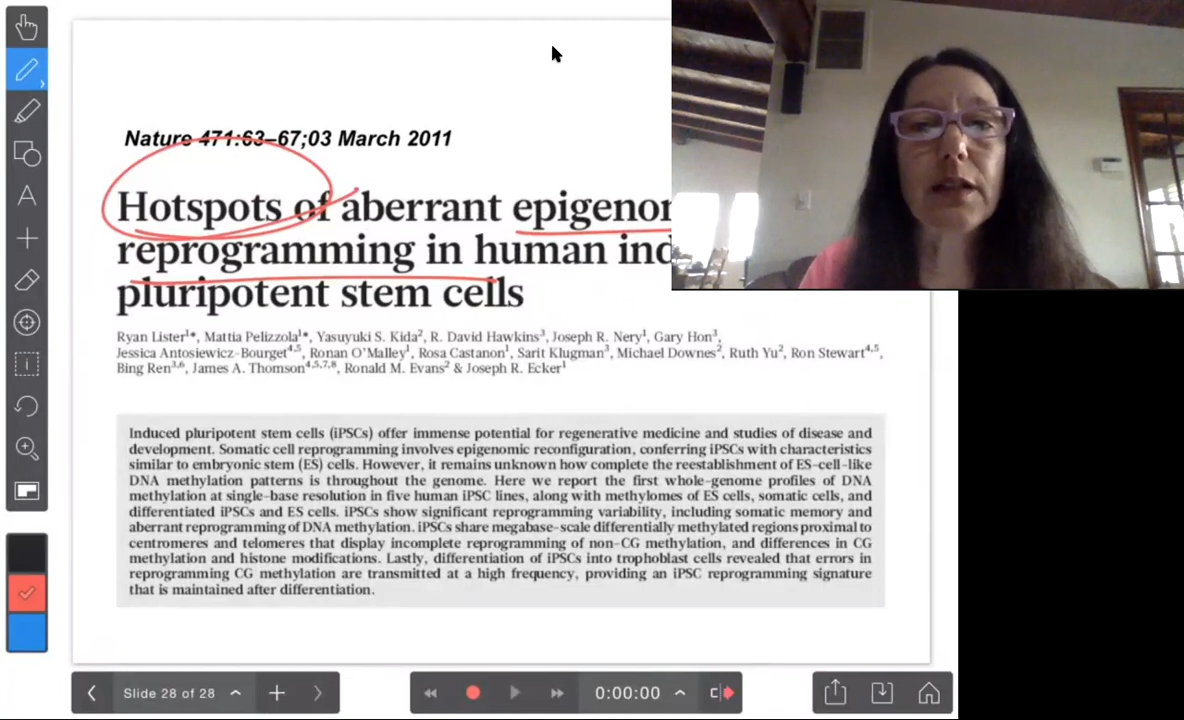 Nature 471:63–67;03 March 2011
Hotspots of aberrant
reprogramming in human
pluripotent stem cells
Ryan Lister¹*, Mattia Pelizzola¹*, Yasuyuki S. Kida², R. David Hawkins³, Joseph R. Nery¹, Gary Hon³,
Jessica Antosiewicz-Bourget⁴,⁵, Ronan O’Malley¹, Rosa Castanon¹, Sarit Klugman³, Michael Downes², Ruth Yu², Ron Stewart⁴,⁵,
Bing Ren³,⁶, James A. Thomson⁴,⁵,⁷,⁸, Ronald M. Evans² & Joseph R. Ecker¹
Induced pluripotent stem cells (iPSCs) offer immense potential for regenerative medicine and studies of disease and
development. Somatic cell reprogramming involves epigenomic reconfiguration, conferring iPSCs with characteristics
similar to embryonic stem (ES) cells. However, it remains unknown how complete the reestablishment of ES-cell-like
DNA methylation patterns is throughout the genome. Here we report the first whole-genome profiles of DNA
methylation at single-base resolution in five human iPSC lines, along with methylomes of ES cells, somatic cells, and
differentiated iPSCs and ES cells. iPSCs show significant reprogramming variability, including somatic memory and
aberrant reprogramming of DNA methylation. iPSCs share megabase-scale differentially methylated regions proximal to
centromeres and telomeres that display incomplete reprogramming of non-CG methylation, and differences in CG
methylation and histone modifications. Lastly, differentiation of iPSCs into trophoblast cells revealed that errors in
reprogramming CG methylation are transmitted at a high frequency, providing an iPSC reprogramming signature
that is maintained after differentiation.
Slide 28 of 28
0:00:00